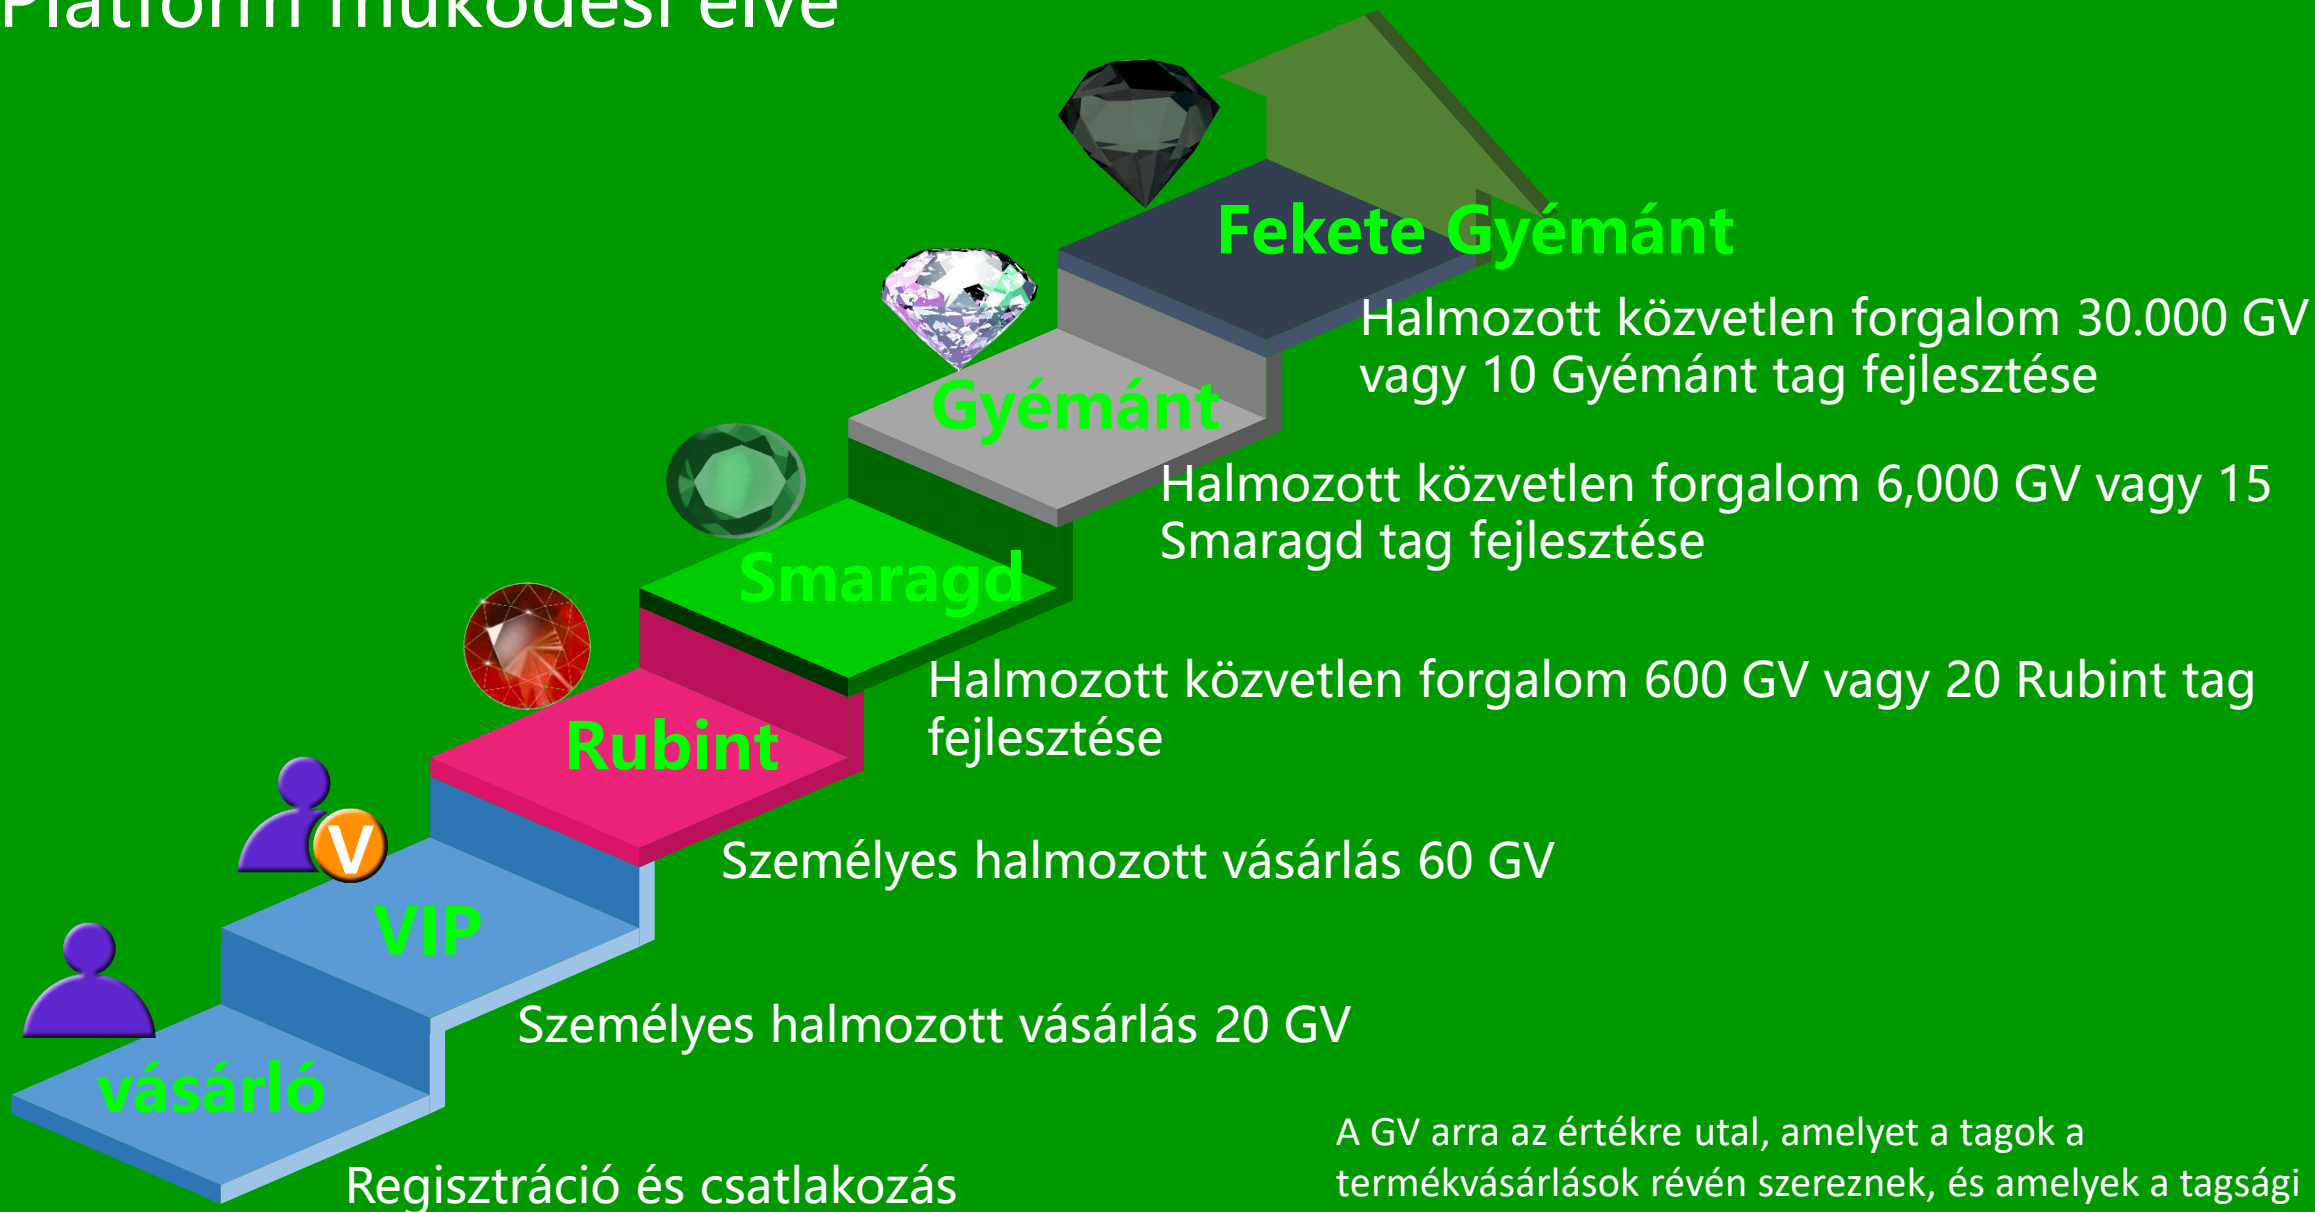 Platform működési elve
Fekete Gyémánt
Halmozott közvetlen forgalom 30.000 GV
vagy 10 Gyémánt tag fejlesztése
Gyémánt
Halmozott közvetlen forgalom 6,000 GV vagy 15
Smaragd tag fejlesztése
Smaragd
Halmozott közvetlen forgalom 600 GV vagy 20 Rubint tag
fejlesztése
Rubint
V
Személyes halmozott vásárlás 60 GV
VIP
Személyes halmozott vásárlás 20 GV
vásárló
Regisztráció és csatlakozás
A GV arra az értékre utal, amelyet a tagok a
termékvásárlások révén szereznek, és amelyek a tagsági